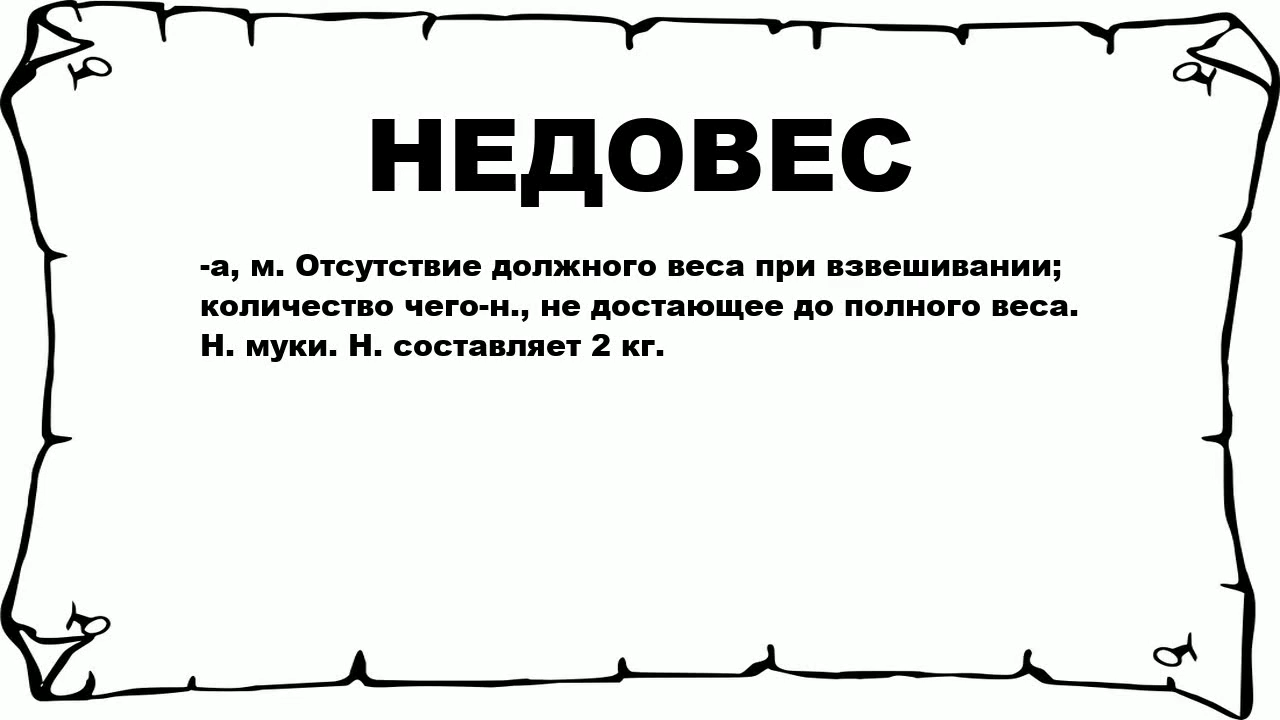 НЕДОВЕС
-а, м. Отсутствие должного веса при взвешивании;
количество чего-н., не достающее до полного веса.
Н. муки. Н. составляет 2 кг.